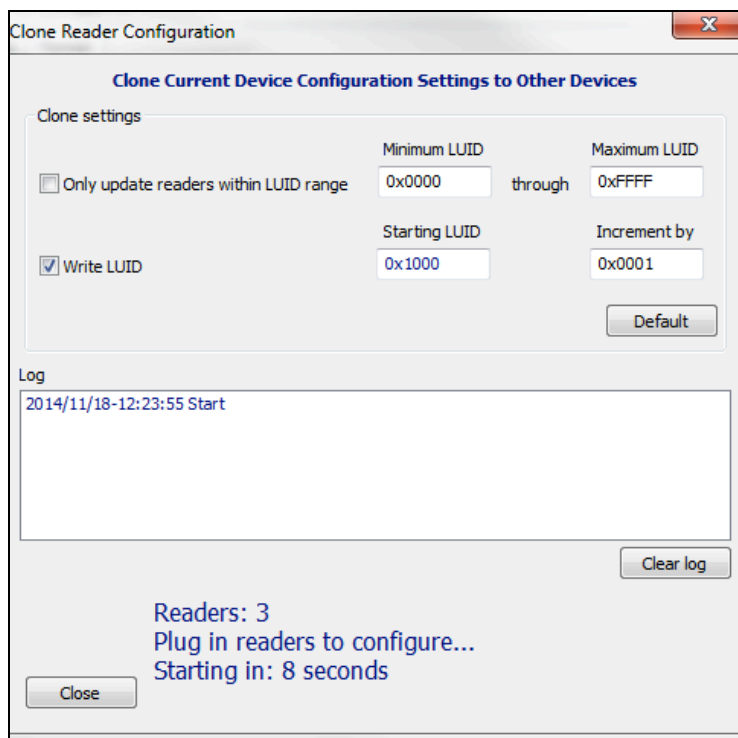 Clone Reader Configuration
Clone Current Device Configuration Settings to Other Devices
Clone settings
Minimum LUID Maximum LUID
Only update readers within LUID range 0x0000 through 0xFFFF
Starting LUID Increment by
Write LUID 0x1000 0x0001
Default
Log
2014/11/18-12:23:55 Start
Clear log
Readers: 3
Plug in readers to configure...
Starting in: 8 seconds
Close